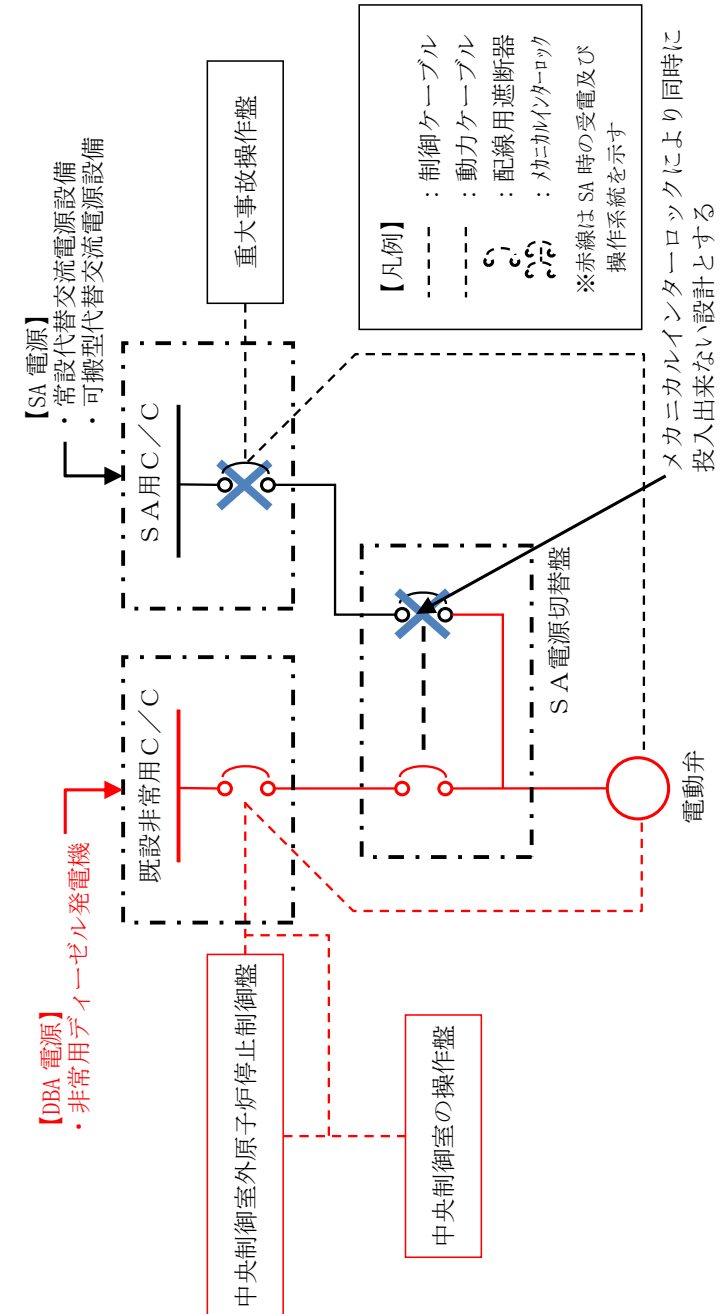 【DBA 電源】
・非常用ディーゼル発電機
【SA 電源】
・常設代替交流電源設備
・可搬型代替交流電源設備
既設非常用C／C
SA用C／C
中央制御室外原子炉停止制御盤
重大事故操作盤
中央制御室の操作盤
SA電源切替盤
電動弁
【凡例】
：制御ケーブル
：動力ケーブル
：配線用遮断器
：メカニカルインターロック
※赤線は SA 時の受電及び
操作系統を示す
メカニカルインターロックにより同時に
投入出来ない設計とする